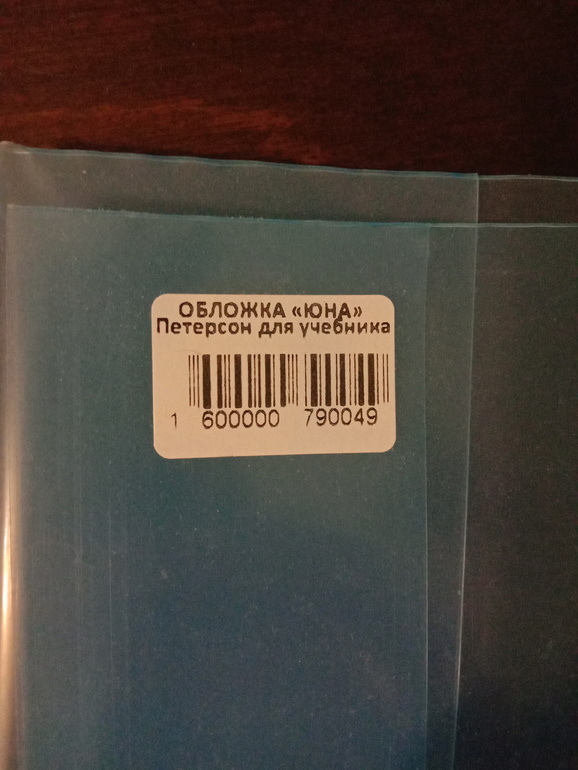 ОБЛОЖКА «ЮНА»
Петерсон для учебника
1 600000 790049